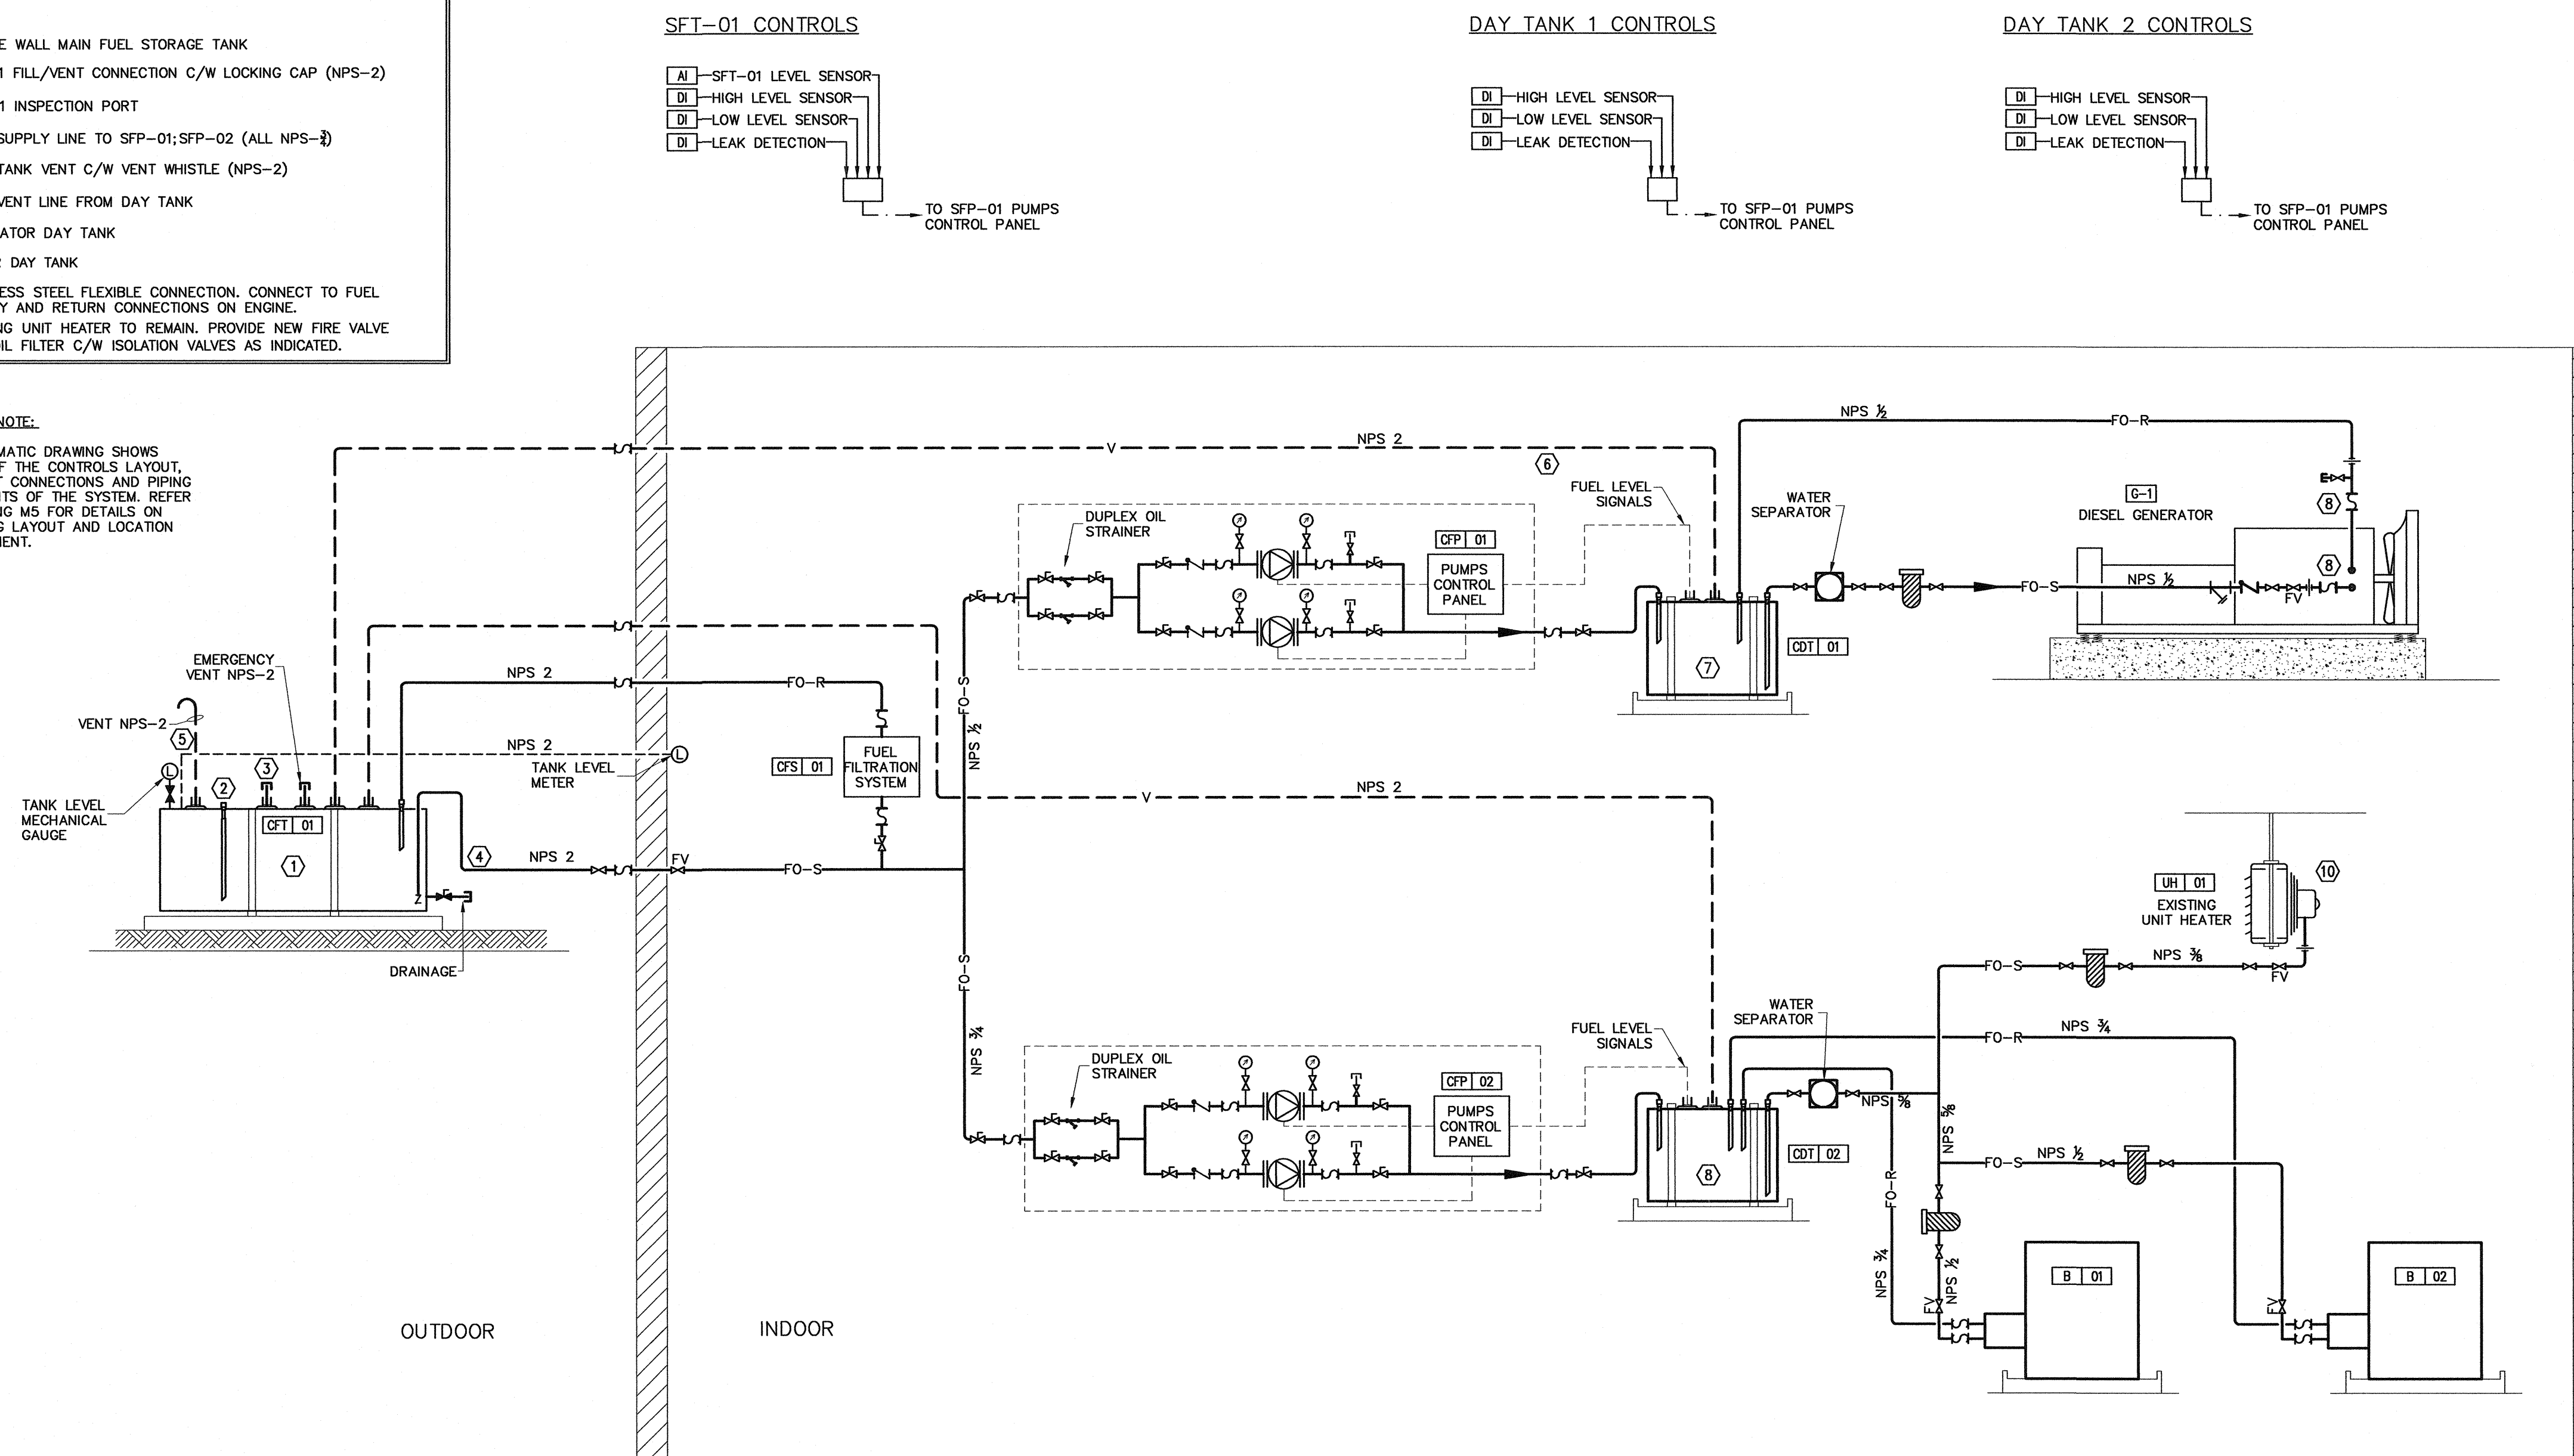 E WALL MAIN FUEL STORAGE TANK
1 FILL/VENT CONNECTION C/W LOCKING CAP (NPS-2)
1 INSPECTION PORT
SUPPLY LINE TO SFP-01;SFP-02 (ALL NPS-¾)
TANK VENT C/W VENT WHISTLE (NPS-2)
VENT LINE FROM DAY TANK
ATOR DAY TANK
DAY TANK
ESS STEEL FLEXIBLE CONNECTION. CONNECT TO FUEL
Y AND RETURN CONNECTIONS ON ENGINE.
NG UNIT HEATER TO REMAIN. PROVIDE NEW FIRE VALVE
OIL FILTER C/W ISOLATION VALVES AS INDICATED.
NOTE:
MATIC DRAWING SHOWS
F THE CONTROLS LAYOUT,
T CONNECTIONS AND PIPING
NTS OF THE SYSTEM. REFER
NG M5 FOR DETAILS ON
G LAYOUT AND LOCATION
MENT.
SFT-01 CONTROLS
AI SFT-01 LEVEL SENSOR
DI HIGH LEVEL SENSOR
DI LOW LEVEL SENSOR
DI LEAK DETECTION
TO SFP-01 PUMPS
CONTROL PANEL
DAY TANK 1 CONTROLS
DI HIGH LEVEL SENSOR
DI LOW LEVEL SENSOR
DI LEAK DETECTION
TO SFP-01 PUMPS
CONTROL PANEL
DAY TANK 2 CONTROLS
DI HIGH LEVEL SENSOR
DI LOW LEVEL SENSOR
DI LEAK DETECTION
TO SFP-01 PUMPS
CONTROL PANEL
V
NPS 2
6
NPS ½
FO-R
FUEL LEVEL
SIGNALS
WATER
SEPARATOR
G-1
DIESEL GENERATOR
8
8
DUPLEX OIL
STRAINER
CFP 01
PUMPS
CONTROL
PANEL
FO-S
NPS ½
FV
7
CDT 01
EMERGENCY
VENT NPS-2
VENT NPS-2
5
NPS 2
FO-R
FO-S
NPS ½
NPS 2
TANK LEVEL
METER
L
CFS 01
FUEL
FILTRATION
SYSTEM
L
2
3
TANK LEVEL
MECHANICAL
GAUGE
CFT 01
1
4
NPS 2
FV
FO-S
Z
DRAINAGE
V
NPS 2
UH 01
EXISTING
UNIT HEATER
10
FO-S
NPS ⅜
FV
FO-S
NPS ¾
DUPLEX OIL
STRAINER
CFP 02
PUMPS
CONTROL
PANEL
FUEL LEVEL
SIGNALS
WATER
SEPARATOR
FO-R
NPS ¾
NPS ⅝
NPS ⅝
8
CDT 02
FO-S
NPS ½
FO-R
NPS ¾
FV
NPS ½
FV
B 01
B 02
OUTDOOR
INDOOR